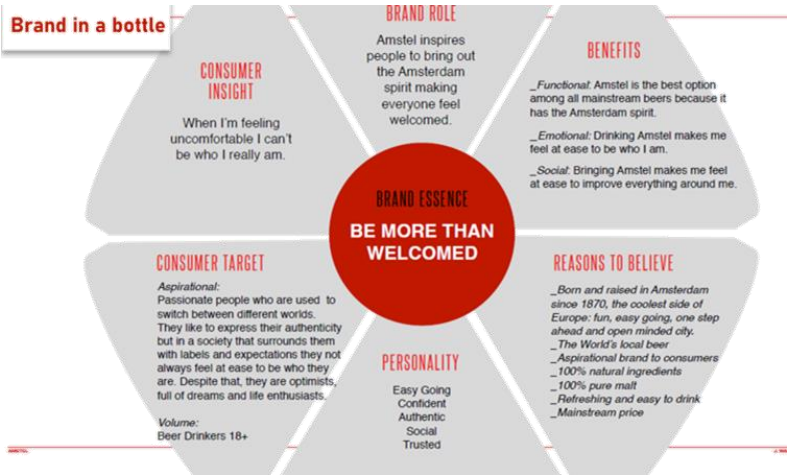 Brand in a bottle
BRAND ROLE
Amstel inspires
people to bring out
the Amsterdam
spirit making
everyone feel
welcomed.
CONSUMER
INSIGHT
When I'm feeling
uncomfortable I can't
be who I really am.
BENEFITS
_Functional: Amstel is the best option
among all mainstream beers because it
has the Amsterdam spirit.
_Emotional: Drinking Amstel makes me
feel at ease to be who I am.
_Social: Bringing Amstel makes me feel
at ease to improve everything around me.
BRAND ESSENCE
BE MORE THAN
WELCOMED
CONSUMER TARGET
Aspirational:
Passionate people who are used to
switch between different worlds.
They like to express their authenticity
but in a society that surrounds them
with labels and expectations they not
always feel at ease to be who they
are. Despite that, they are optimists,
full of dreams and life enthusiasts.
Volume:
Beer Drinkers 18+
PERSONALITY
Easy Going
Confident
Authentic
Social
Trusted
REASONS TO BELIEVE
_Born and raised in Amsterdam
since 1870, the coolest side of
Europe: fun, easy going, one step
ahead and open minded city.
_The World's local beer
_Aspirational brand to consumers
_100% natural ingredients
_100% pure malt
_Refreshing and easy to drink
_Mainstream price